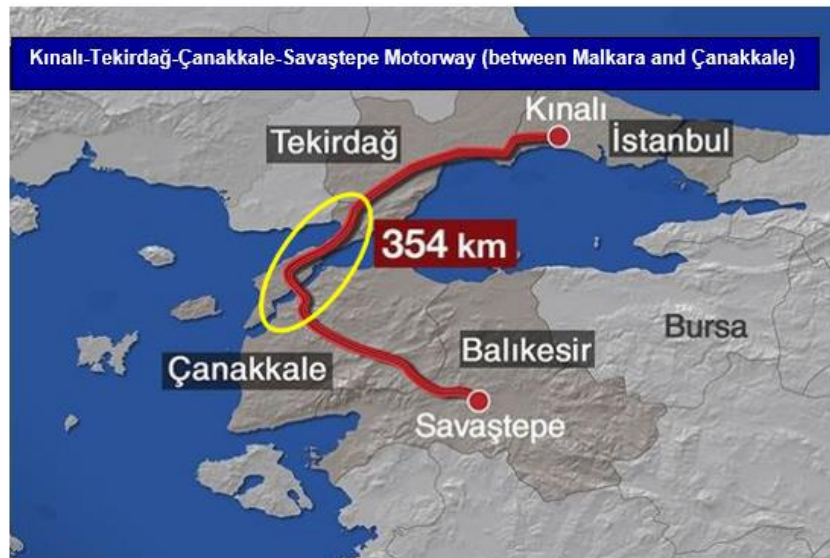 Kınalı-Tekirdağ-Çanakkale-Savaştepe Motorway (between Malkara and Çanakkale)
Kınalı
Tekirdağ
İstanbul
354 km
Bursa
Balıkesir
Çanakkale
Savaştepe